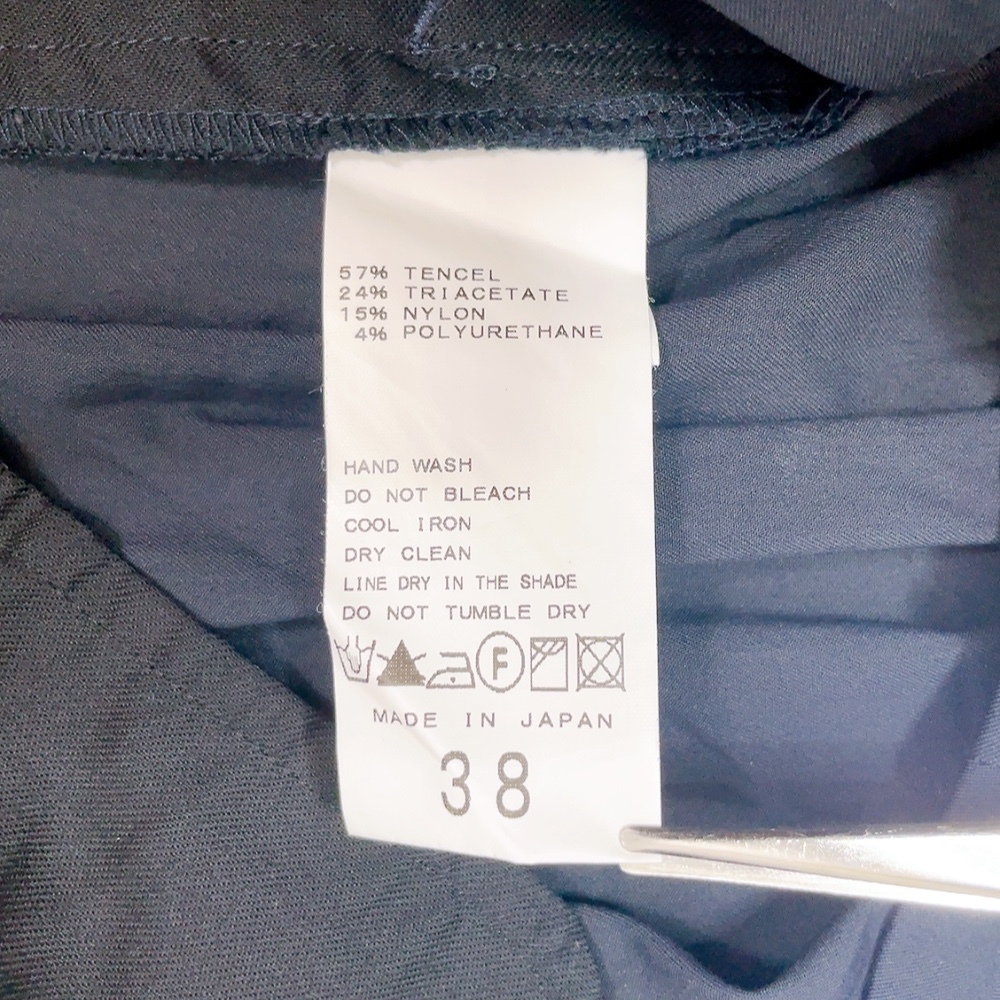 57% TENCEL
24% TRIACETATE
15% NYLON
4% POLYURETHANE
HAND WASH
DO NOT BLEACH
COOL IRON
DRY CLEAN
LINE DRY IN THE SHADE
DO NOT TUMBLE DRY
F
MADE IN JAPAN
38